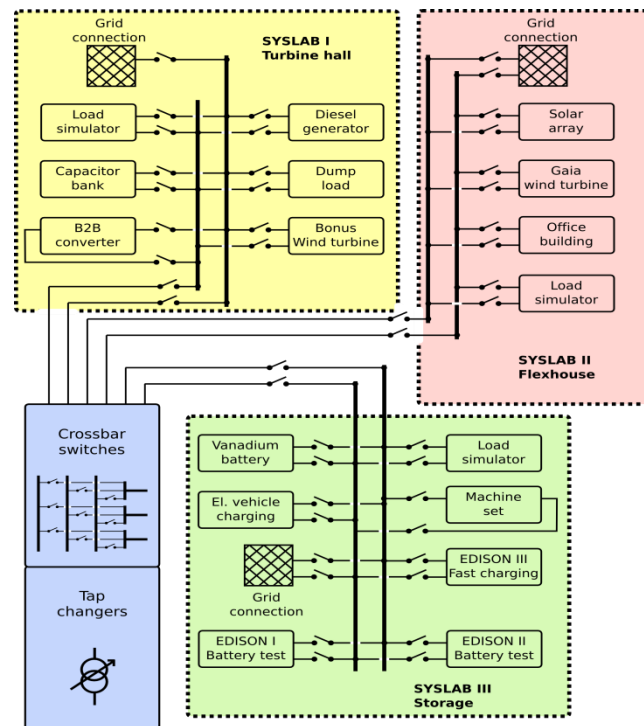 Grid
connection
SYSLAB I
Turbine hall
Load
simulator
Diesel
generator
Capacitor
bank
Dump
load
B2B
converter
Bonus
Wind turbine
Grid
connection
Solar
array
Gaia
wind turbine
Office
building
Load
simulator
SYSLAB II
Flexhouse
Crossbar
switches
Tap
changers
Vanadium
battery
Load
simulator
El. vehicle
charging
Machine
set
Grid
connection
EDISON III
Fast charging
EDISON I
Battery test
EDISON II
Battery test
SYSLAB III
Storage